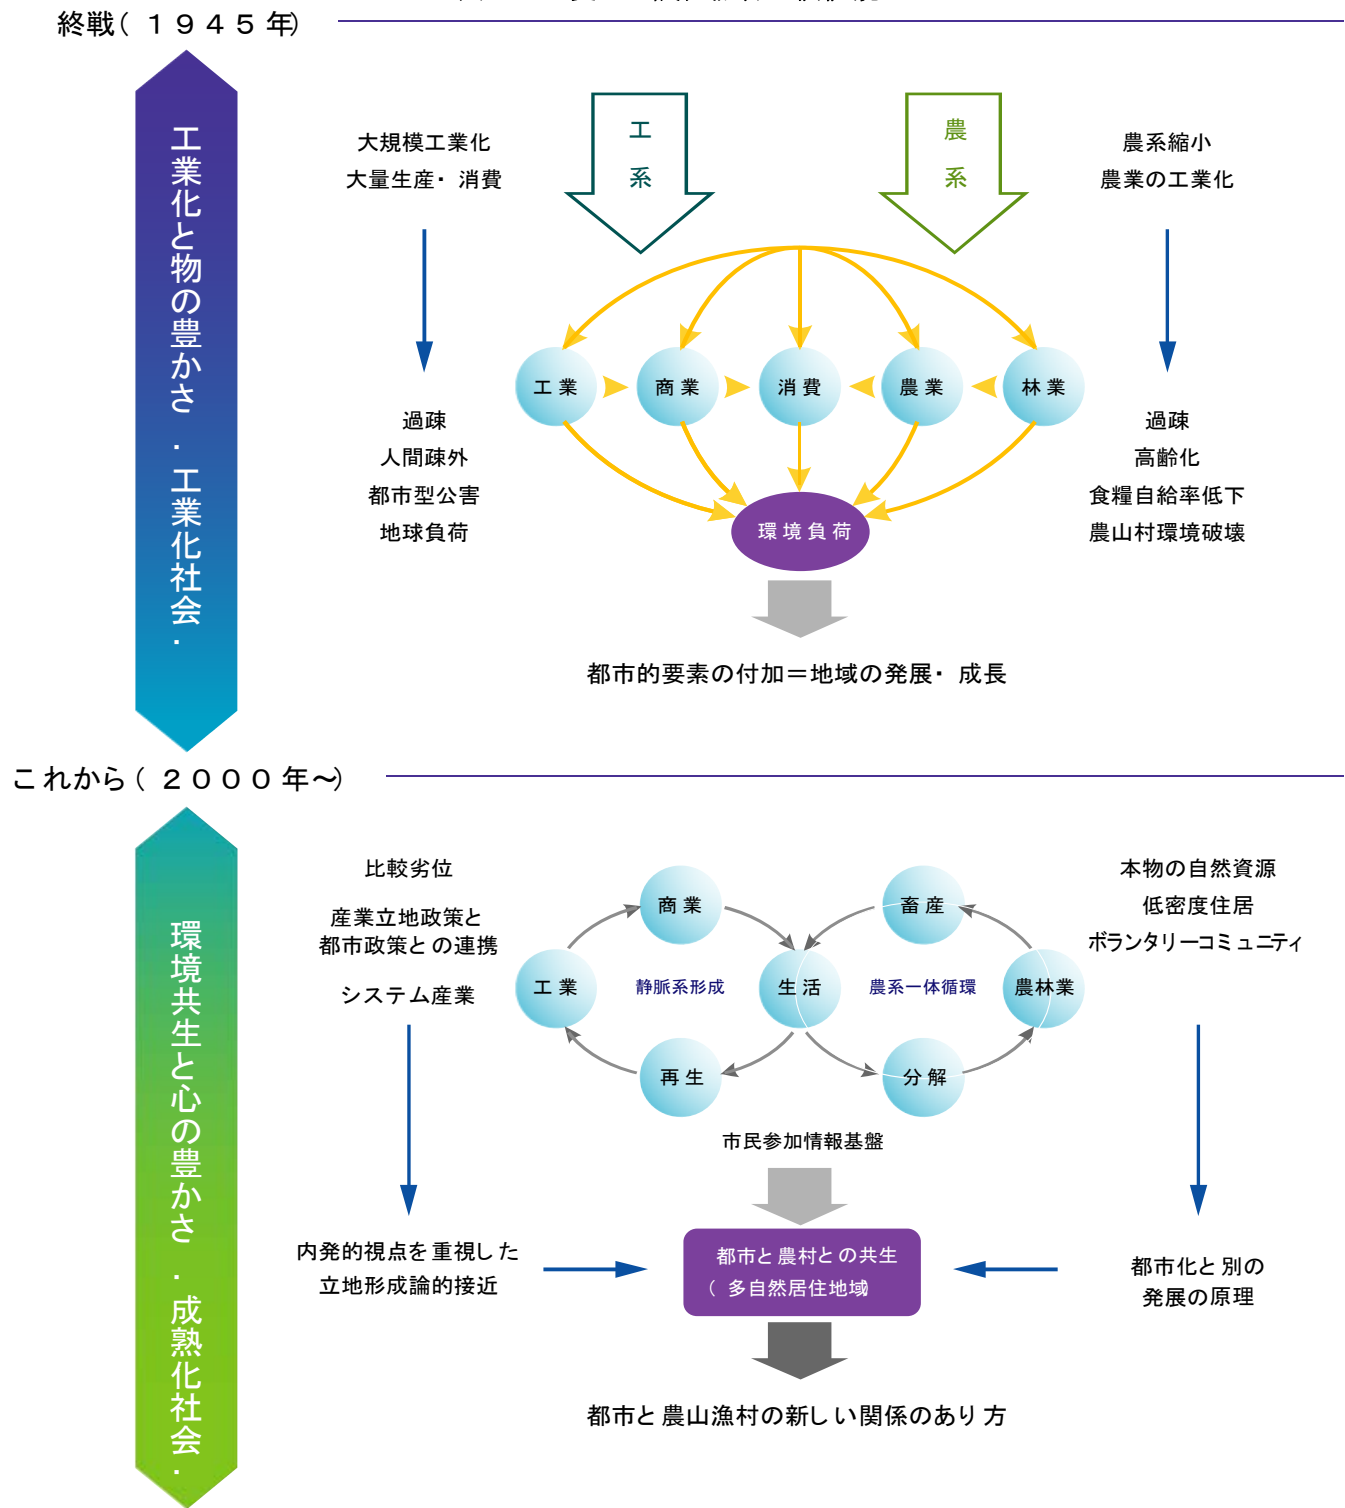 終戦(1945年)
工業化と物の豊かさ.工業化社会.
大規模工業化
大量生産・消費
工系
農系
農系縮小
農業の工業化
工業
商業
消費
農業
林業
過疎
人間疎外
都市型公害
地球負荷
環境負荷
過疎
高齢化
食糧自給率低下
農山村環境破壊
都市的要素の付加=地域の発展・成長
これから(2000年〜)
環境共生と心の豊かさ.成熟化社会.
比較劣位
産業立地政策と
都市政策との連携
システム産業
商業
畜産
工業
静脈系形成
生活
農系一体循環
農林業
再生
分解
本物の自然資源
低密度住居
ボランタリーコミュニティ
市民参加情報基盤
内発的視点を重視した
立地形成論的接近
都市と農村との共生
(多自然居住地域
都市化と別の
発展の原理
都市と農山漁村の新しい関係のあり方